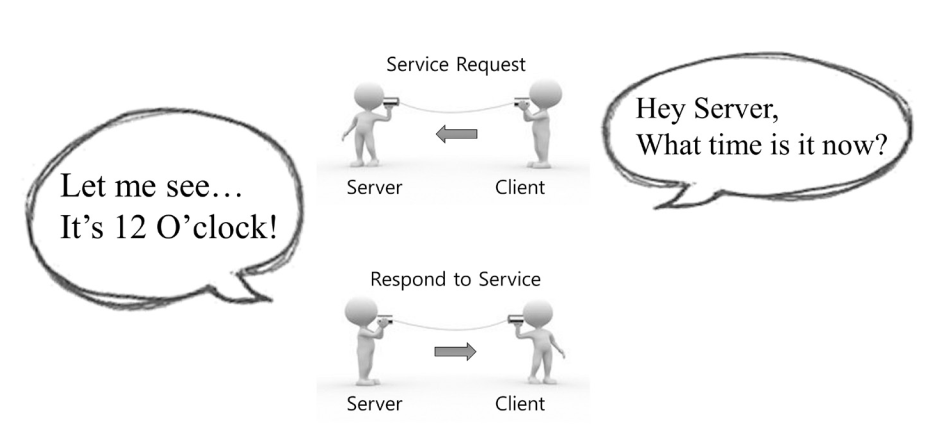 Service Request
Hey Server,
What time is it now?
Server
Client
Let me see…
It's 12 O'clock!
Respond to Service
Server
Client